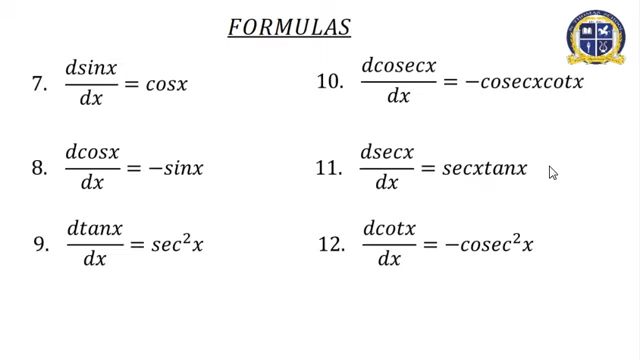 FORMULAS
7. dsinx/dx = cosx
8. dcosx/dx = −sinx
9. dtanx/dx = sec²x
10. dcosecx/dx = −cosecxcotx
11. dsecx/dx = secxtanx
12. dcotx/dx = −cosec²x